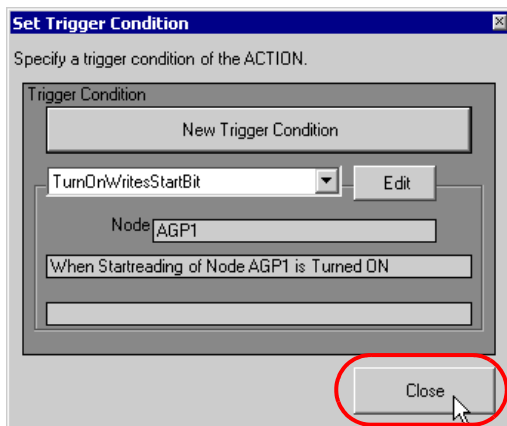 Set Trigger Condition
Specify a trigger condition of the ACTION.
Trigger Condition
New Trigger Condition
TurnOnWritesStartBit
Edit
Node AGP1
When Startreading of Node AGP1 is Turned ON
Close